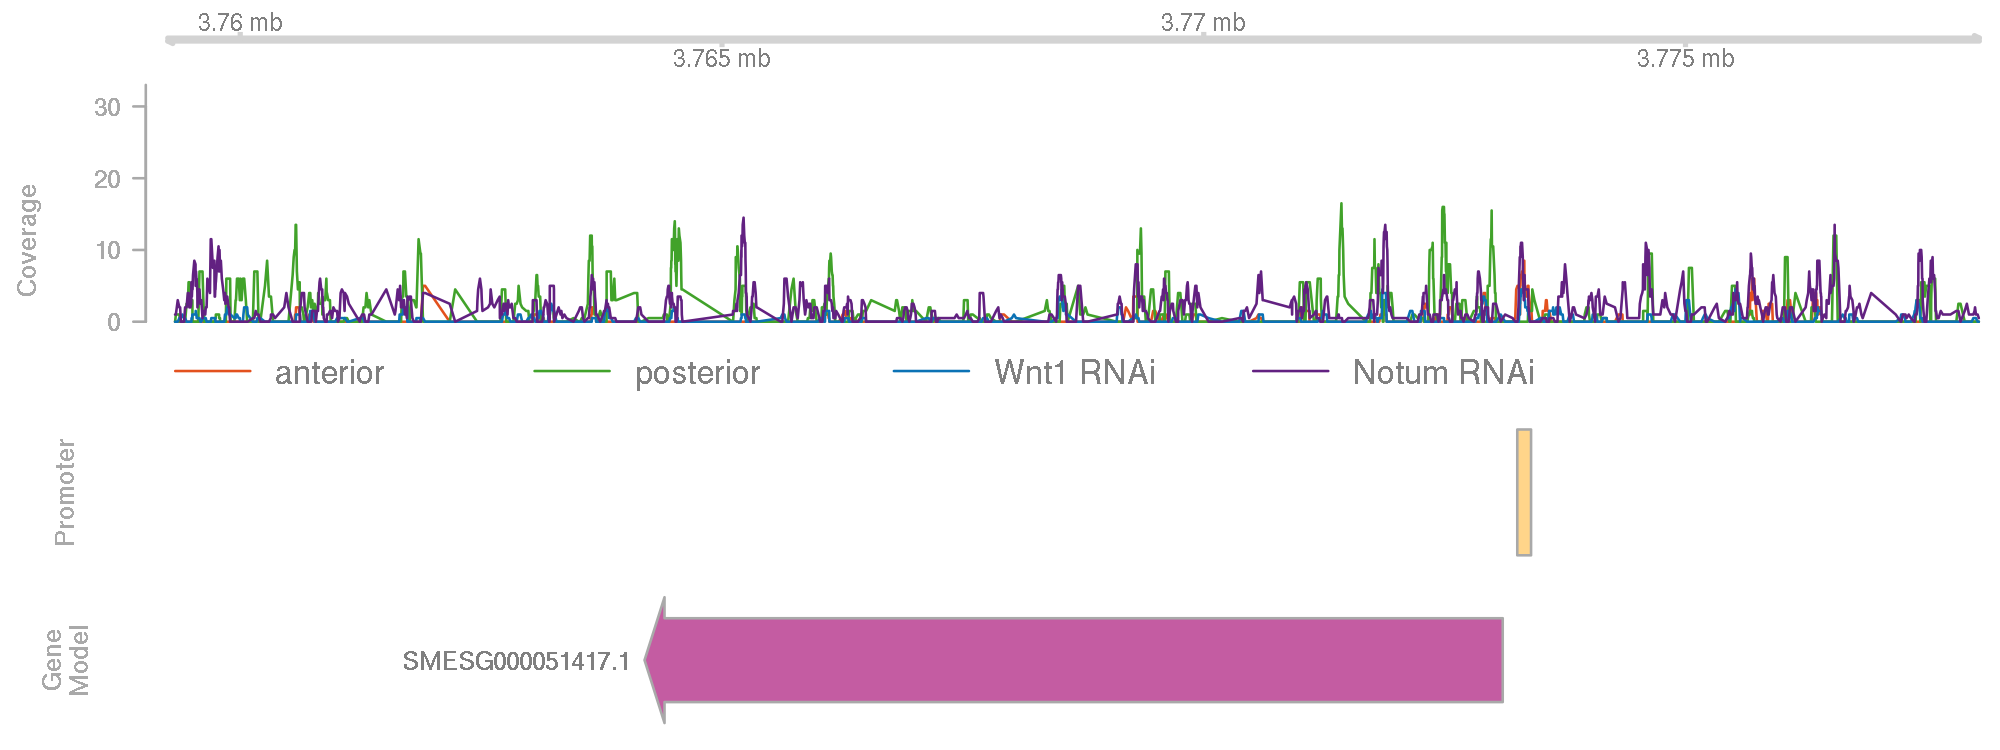 3.76 mb
3.77 mb
3.765 mb
3.775 mb
Coverage
30
20
10
0
anterior
posterior
Wnt1 RNAi
Notum RNAi
Promoter
Gene
Model
SMESG000051417.1